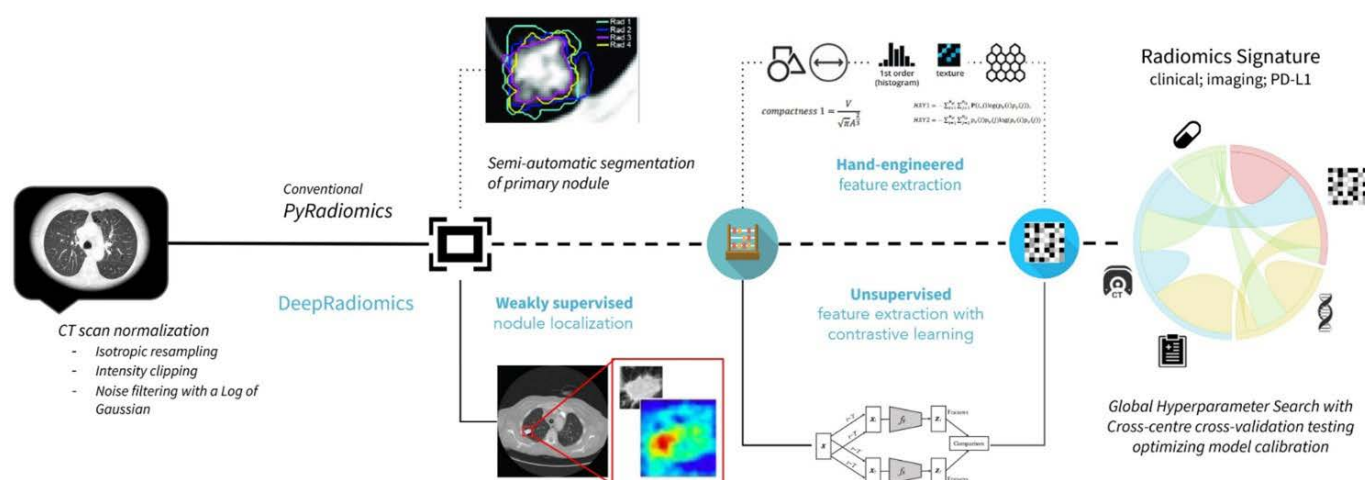 Rad 1
Rad 2
Rad 3
Rad 4
Semi-automatic segmentation
of primary nodule
1st order
(histogram)
texture
compactness 1 = V
√πA
Hand-engineered
feature extraction
Radiomics Signature
clinical; imaging; PD-L1
Conventional
PyRadiomics
DeepRadiomics
CT scan normalization
- Isotropic resampling
- Intensity clipping
- Noise filtering with a Log of
Gaussian
Weakly supervised
nodule localization
Unsupervised
feature extraction with
contrastive learning
CT
Features
Comparison
Global Hyperparameter Search with
Cross-centre cross-validation testing
optimizing model calibration